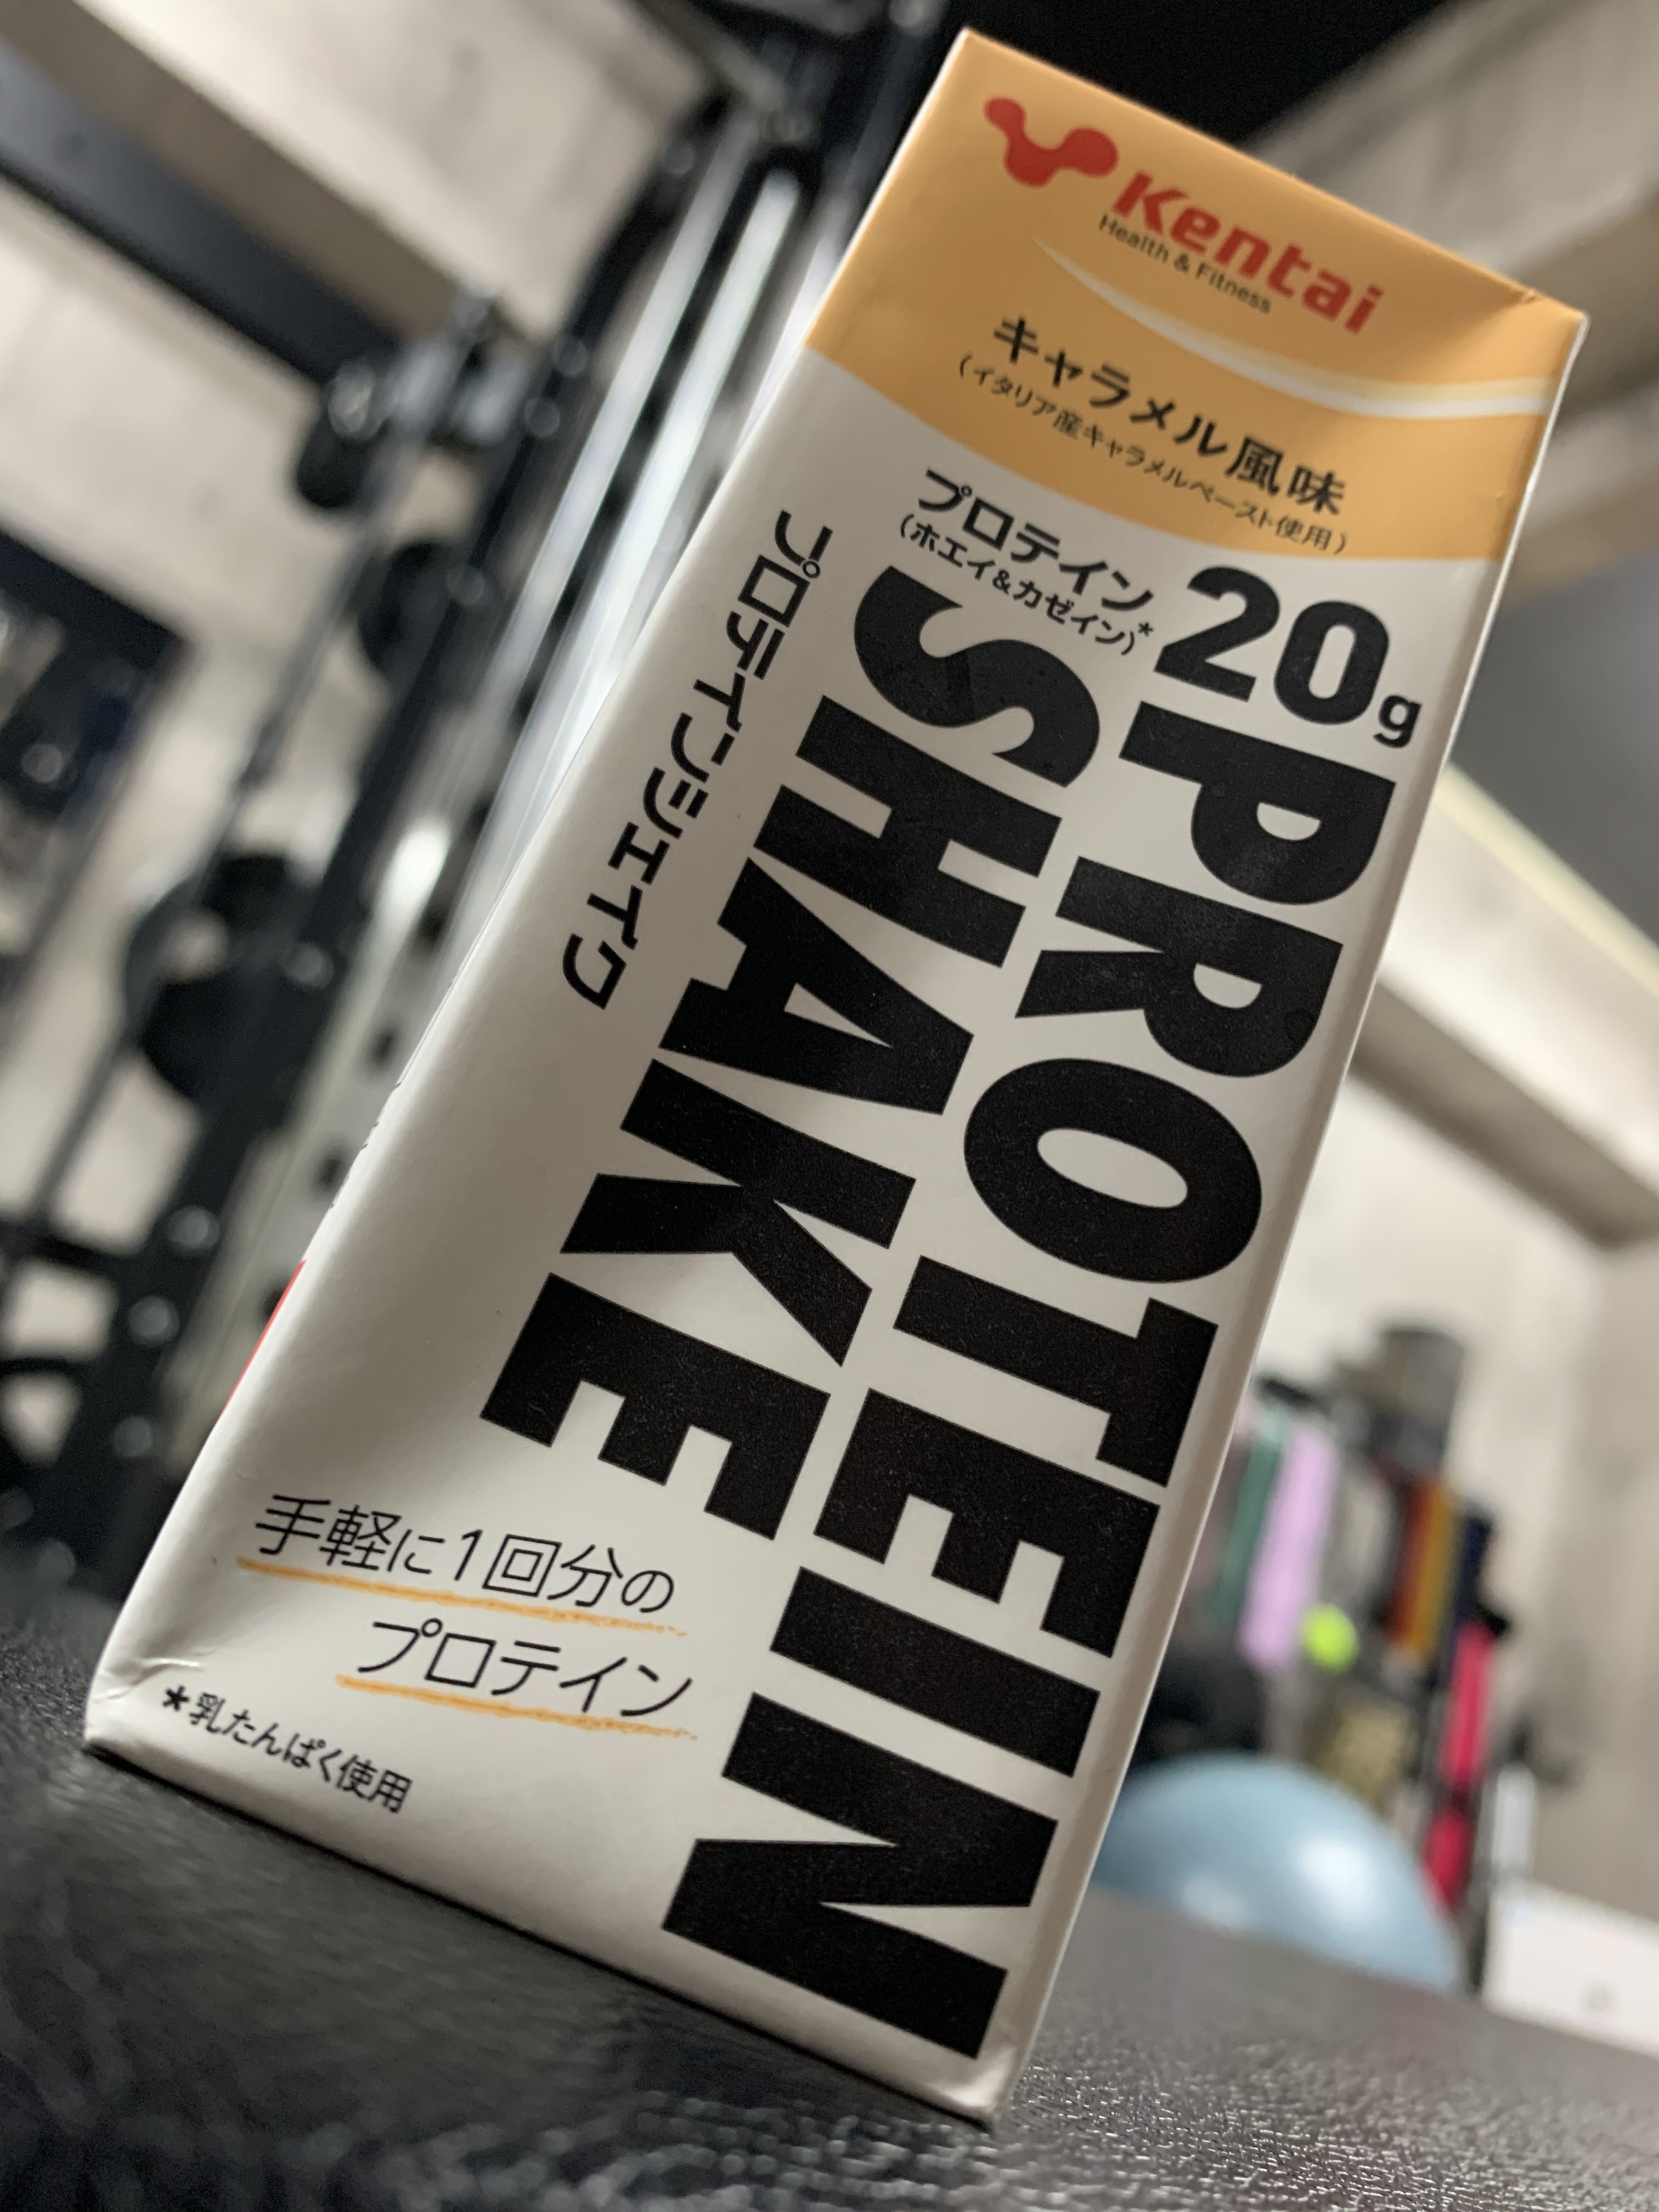 Kentai
Health & Fitness
キャラメル風味
(イタリア産キャラメルペースト使用)
プロテイン
(ホエイ&カゼイン)*
20g
PROTEIN
SHAKE
プロテインシェイク
手軽に1回分の
プロテイン
*乳たんぱく使用